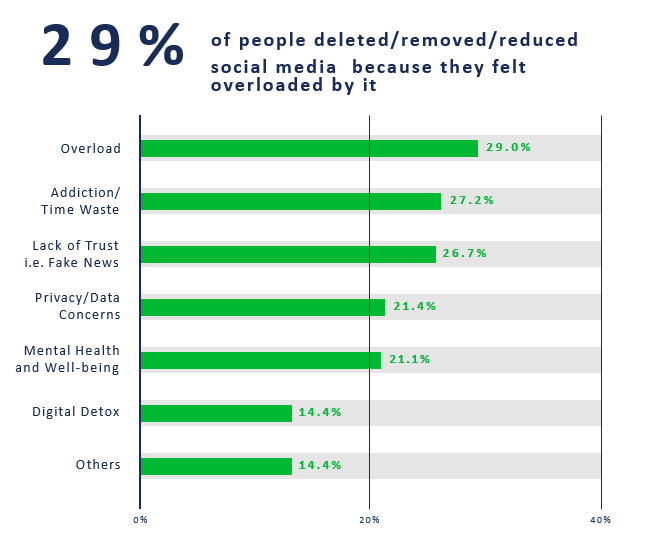 29%
of people deleted/removed/reduced
social media because they felt
overloaded by it
Overload
29.0%
Addiction/
Time Waste
27.2%
Lack of Trust
i.e. Fake News
26.7%
Privacy/Data
Concerns
21.4%
Mental Health
and Well-being
21.1%
Digital Detox
14.4%
Others
14.4%
0%
20%
40%